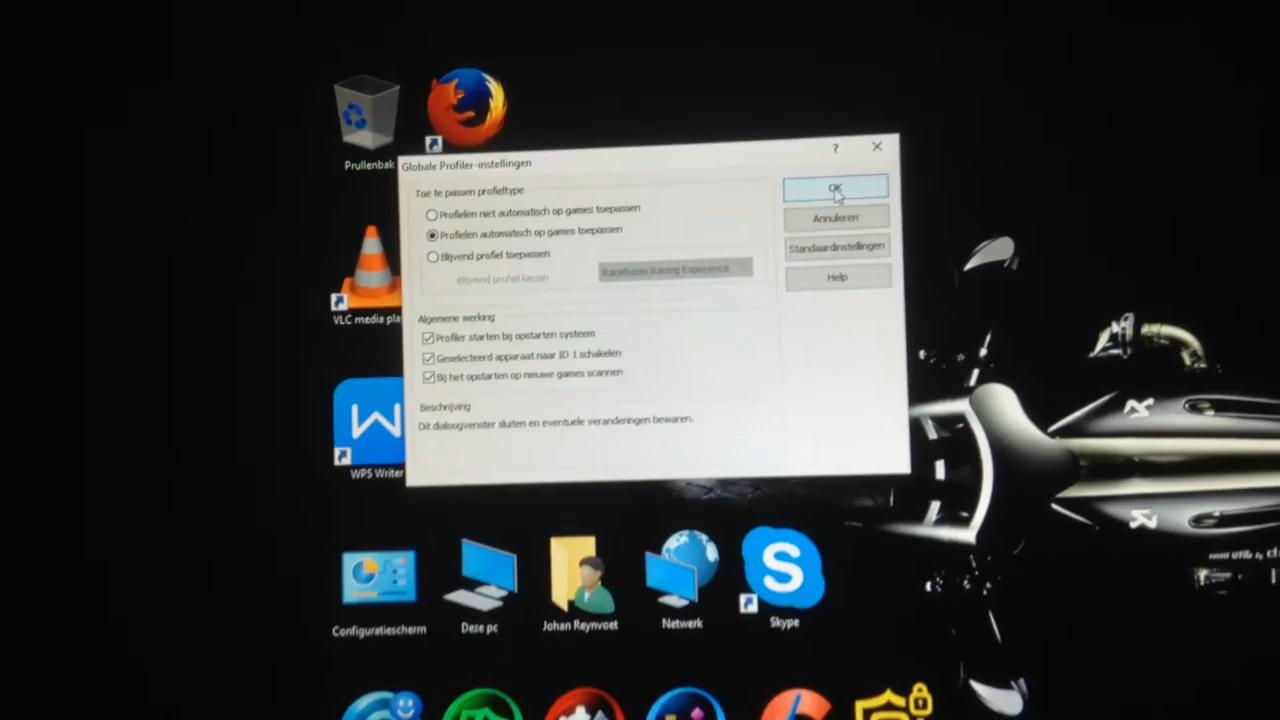 Prullenbak
Globale Profiler-instellingen
Toe te passen profieltype
Profielen niet automatisch op games toepassen
Profielen automatisch op games toepassen
Blijvend profiel toepassen
Blijvend profiel kiezen
RaceRoom Racing Experience
OK
Annuleren
Standaardinstellingen
Help
Algemene werking
Profiler starten bij opstarten systeem
Geselecteerd apparaat naar ID 1 schakelen
Bij het opstarten op nieuwe games scannen
Beschrijving
Dit dialoogvenster sluiten en eventuele veranderingen bewaren.
VLC media pla
WPS Writer
Configuratiescherm
Deze pc
Johan Reynvoet
Netwerk
Skype